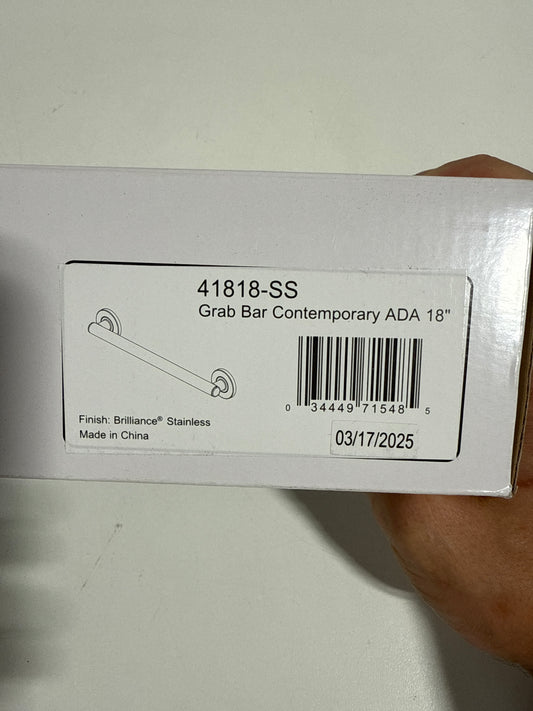 41818-SS
Grab Bar Contemporary ADA 18"
0 34449 71548 5
Finish: Brilliance® Stainless
Made in China
03/17/2025